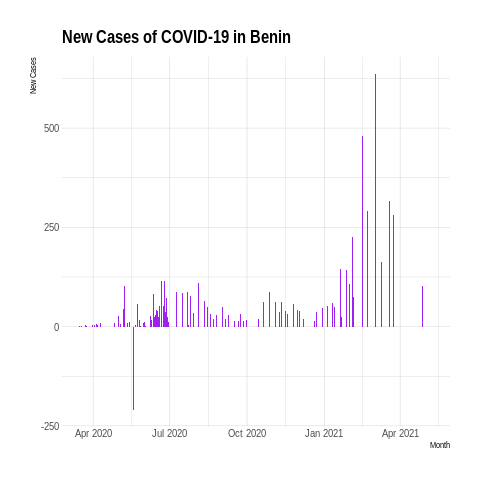 New Cases of COVID-19 in Benin
New Cases
500
250
0
-250
Apr 2020 Jul 2020 Oct 2020 Jan 2021 Apr 2021
Month